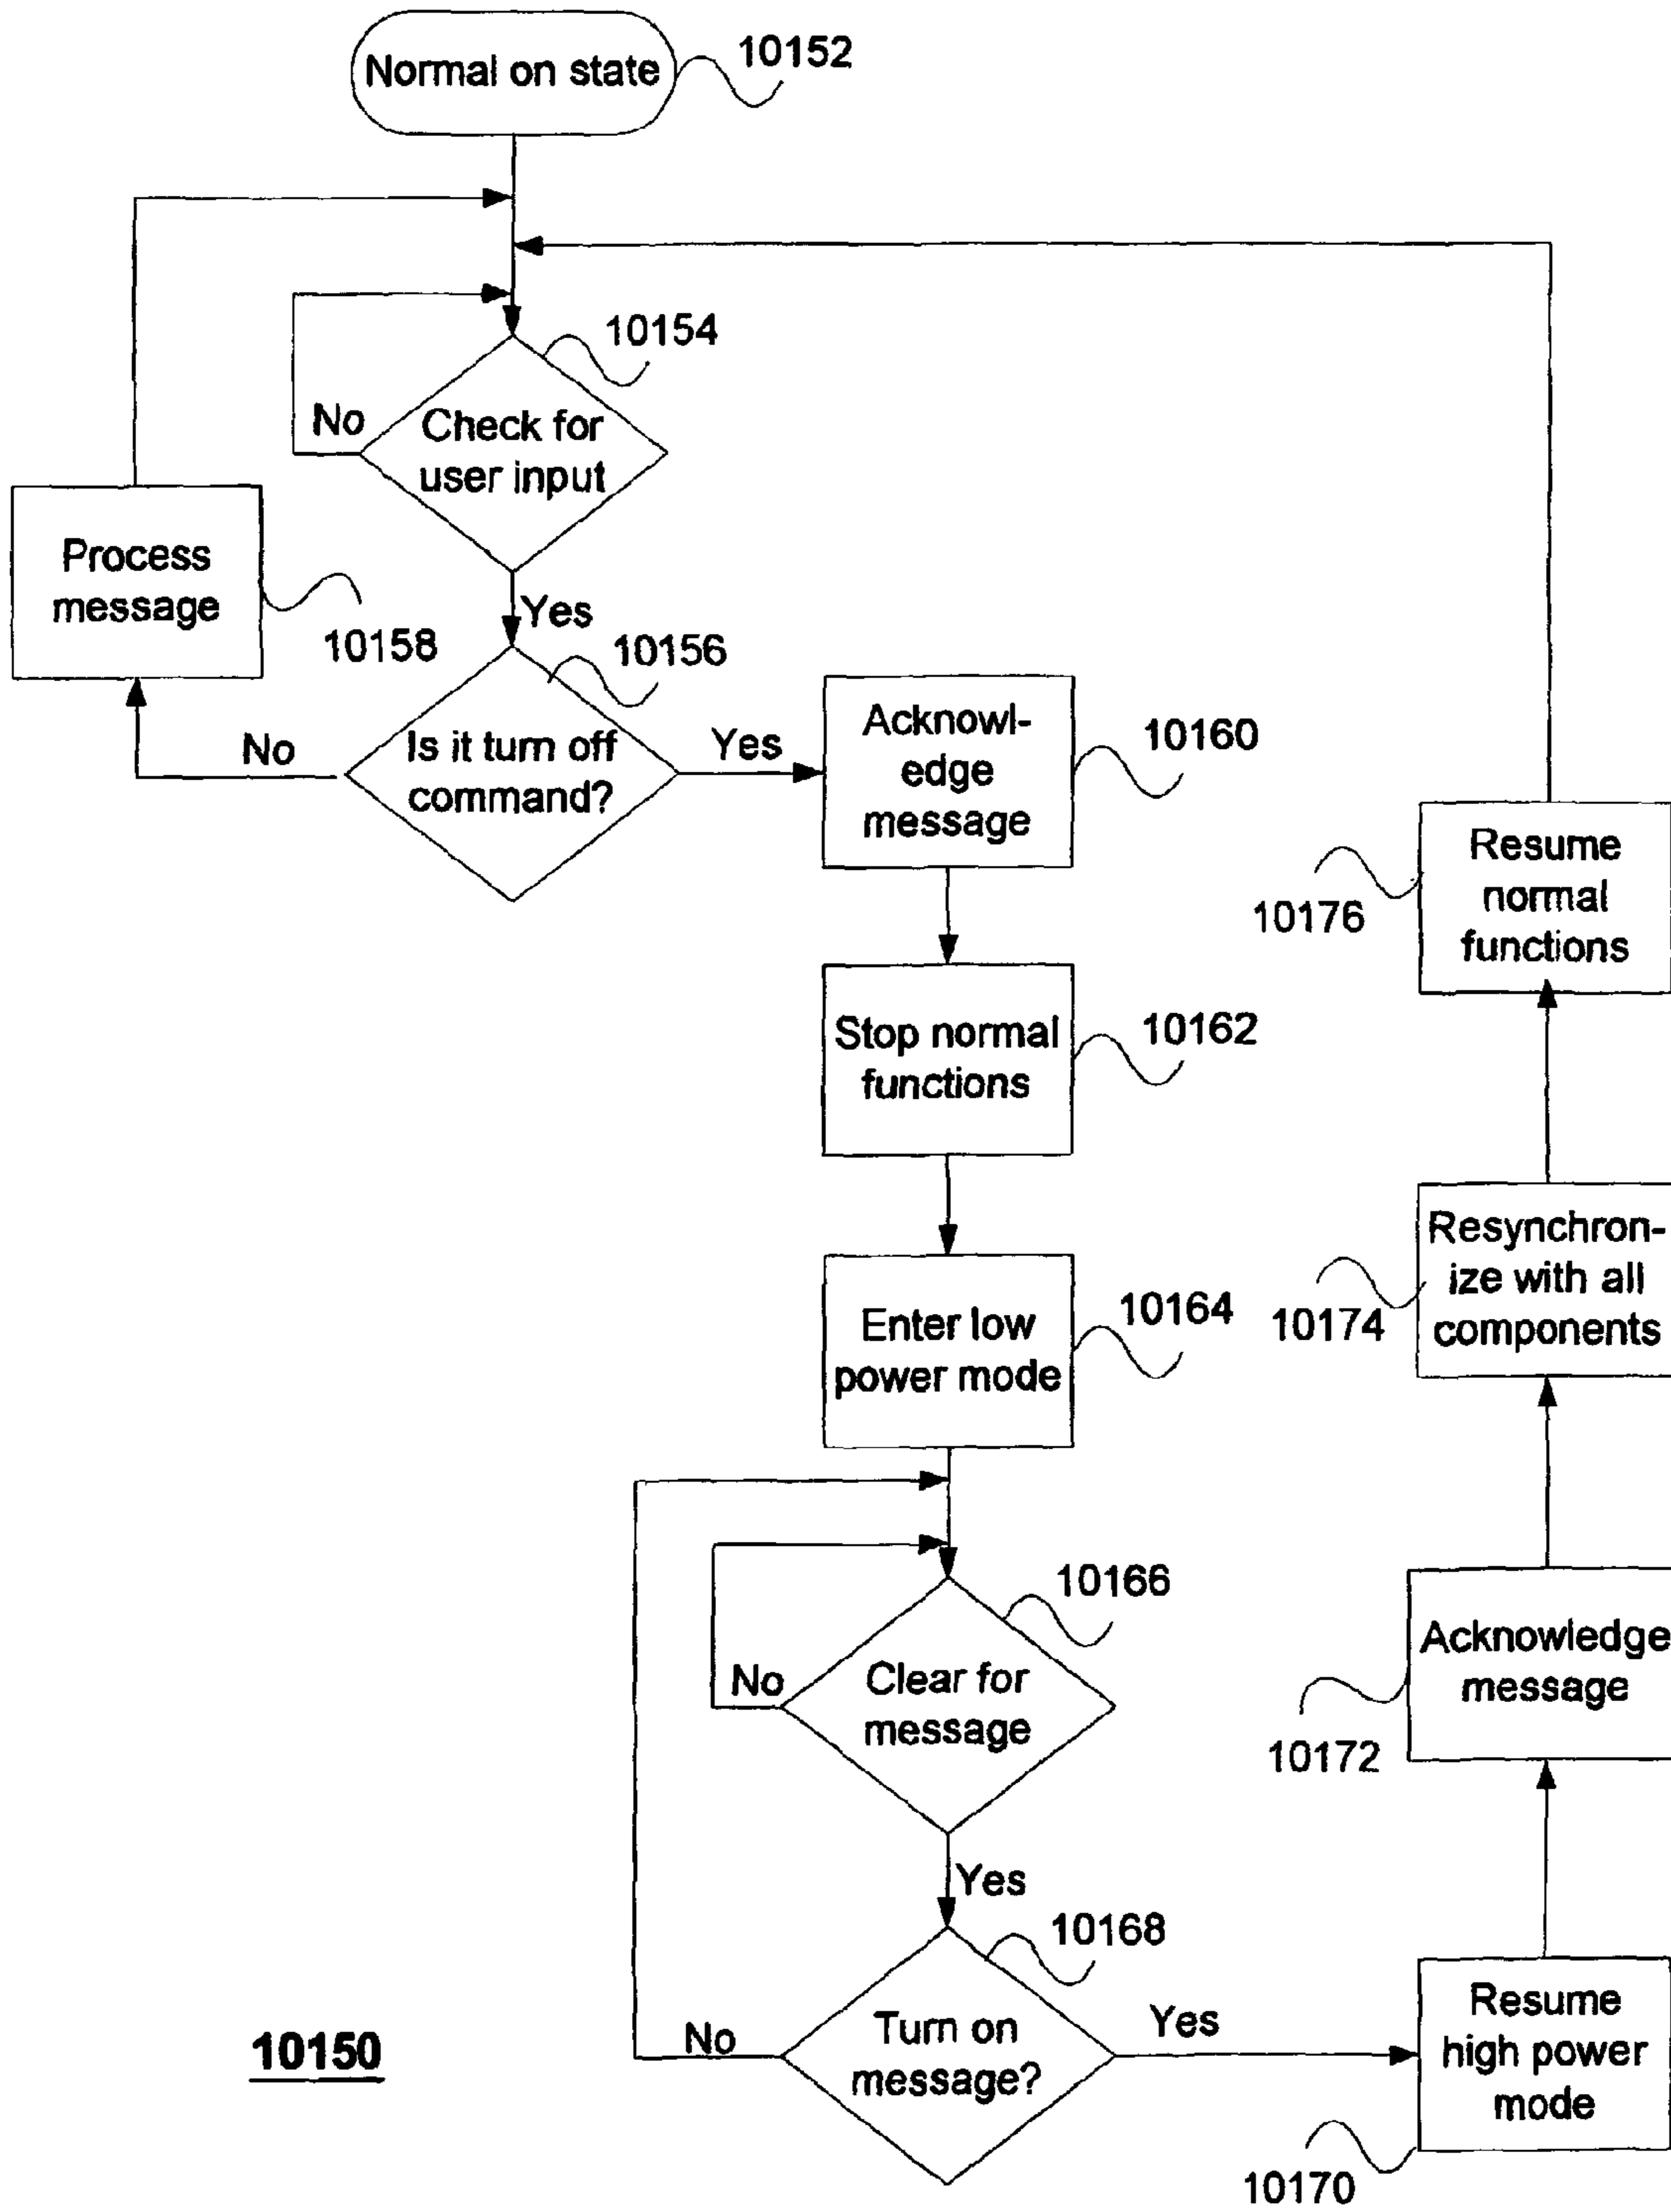 Normal on state
10152
10154
No
Check for
user input
Process
message
10158
Yes
10156
No
Is it turn off
command?
Yes
Acknowl-
edge
message
10160
Resume
normal
functions
10176
Stop normal
functions
10162
Resynchron-
ize with all
components
10174
Enter low
power mode
10164
10166
No
Clear for
message
Acknowledge
message
10172
Yes
10168
No
Turn on
message?
Yes
Resume
high power
mode
10170
10150